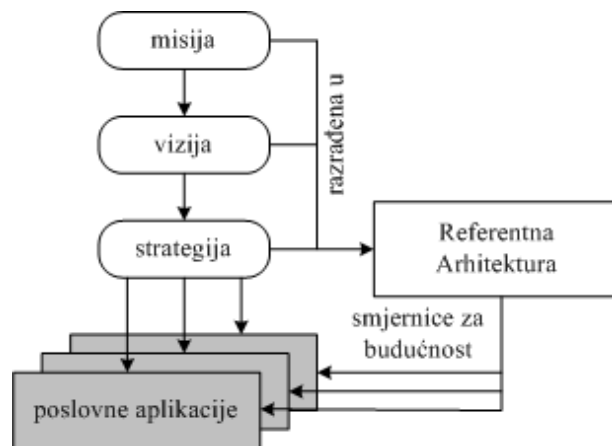 misija
razrađena u
vizija
strategija
Referentna
Arhitektura
smjernice za
budućnost
poslovne aplikacije